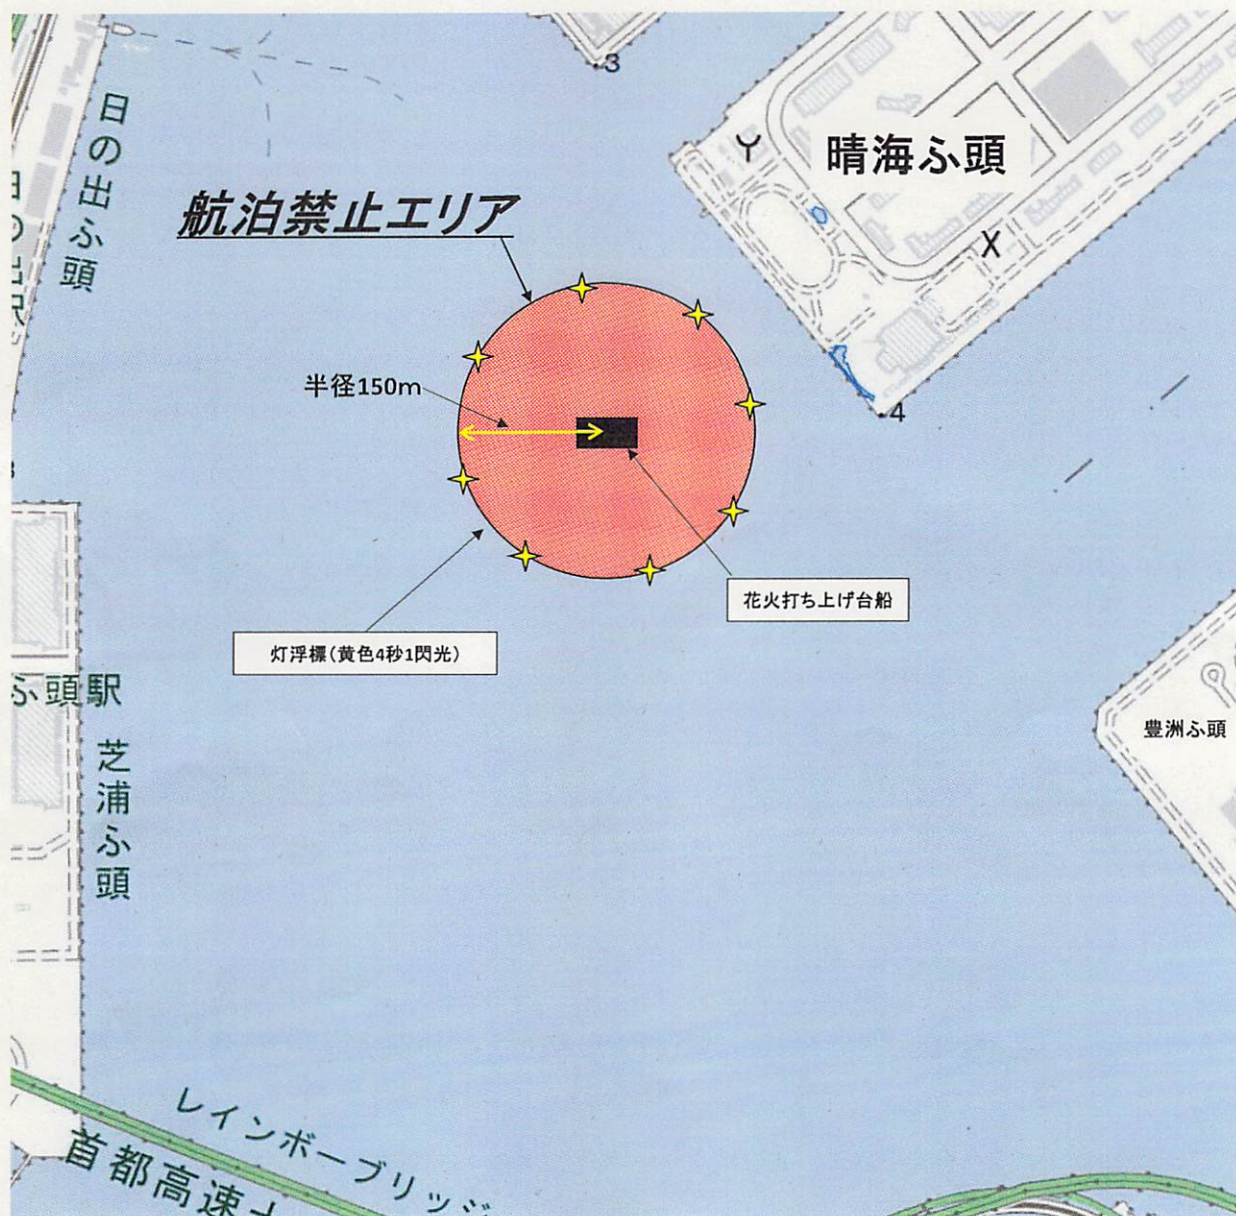 3
日の出ふ頭
晴海ふ頭
航泊禁止エリア
半径150m
4
花火打ち上げ台船
灯浮標（黄色4秒1閃光）
ふ頭駅
豊洲ふ頭
芝浦ふ頭
レインボーブリッジ
首都高速